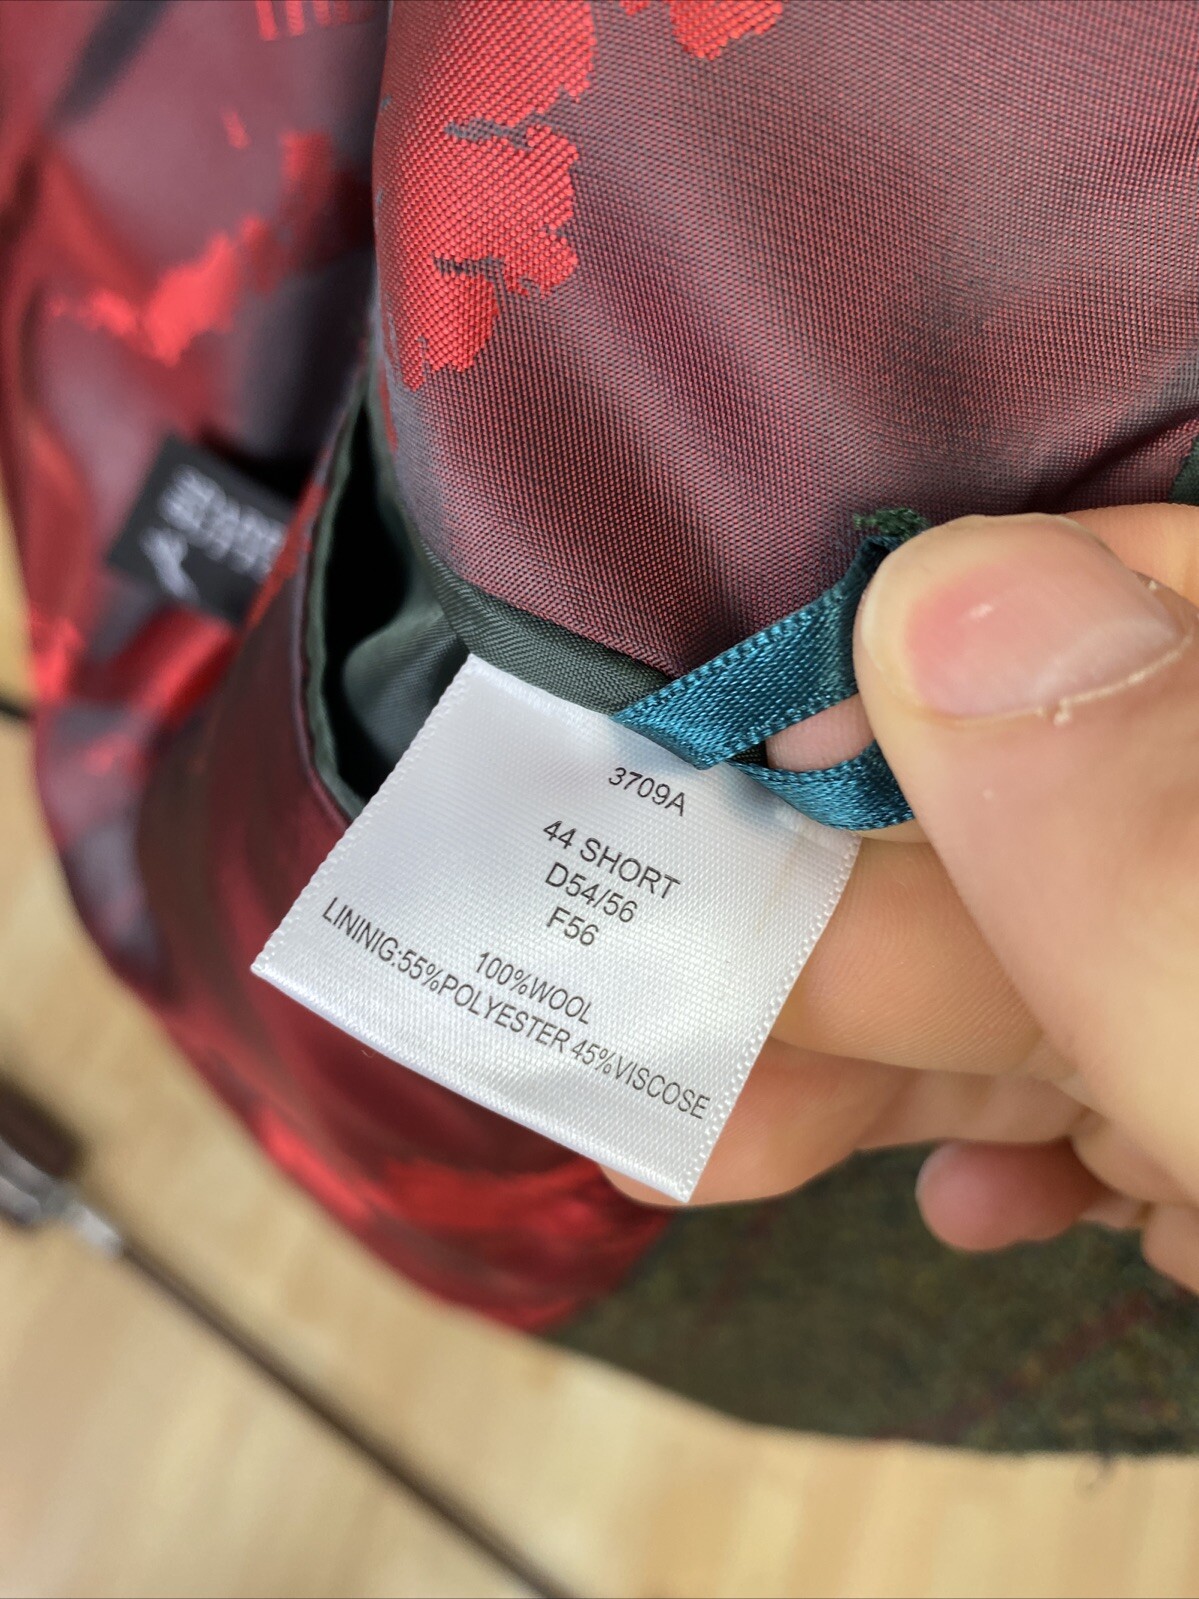 3709A
44 SHORT
D54/56
F56
100%WOOL
LININIG:55%POLYESTER 45%VISCOSE